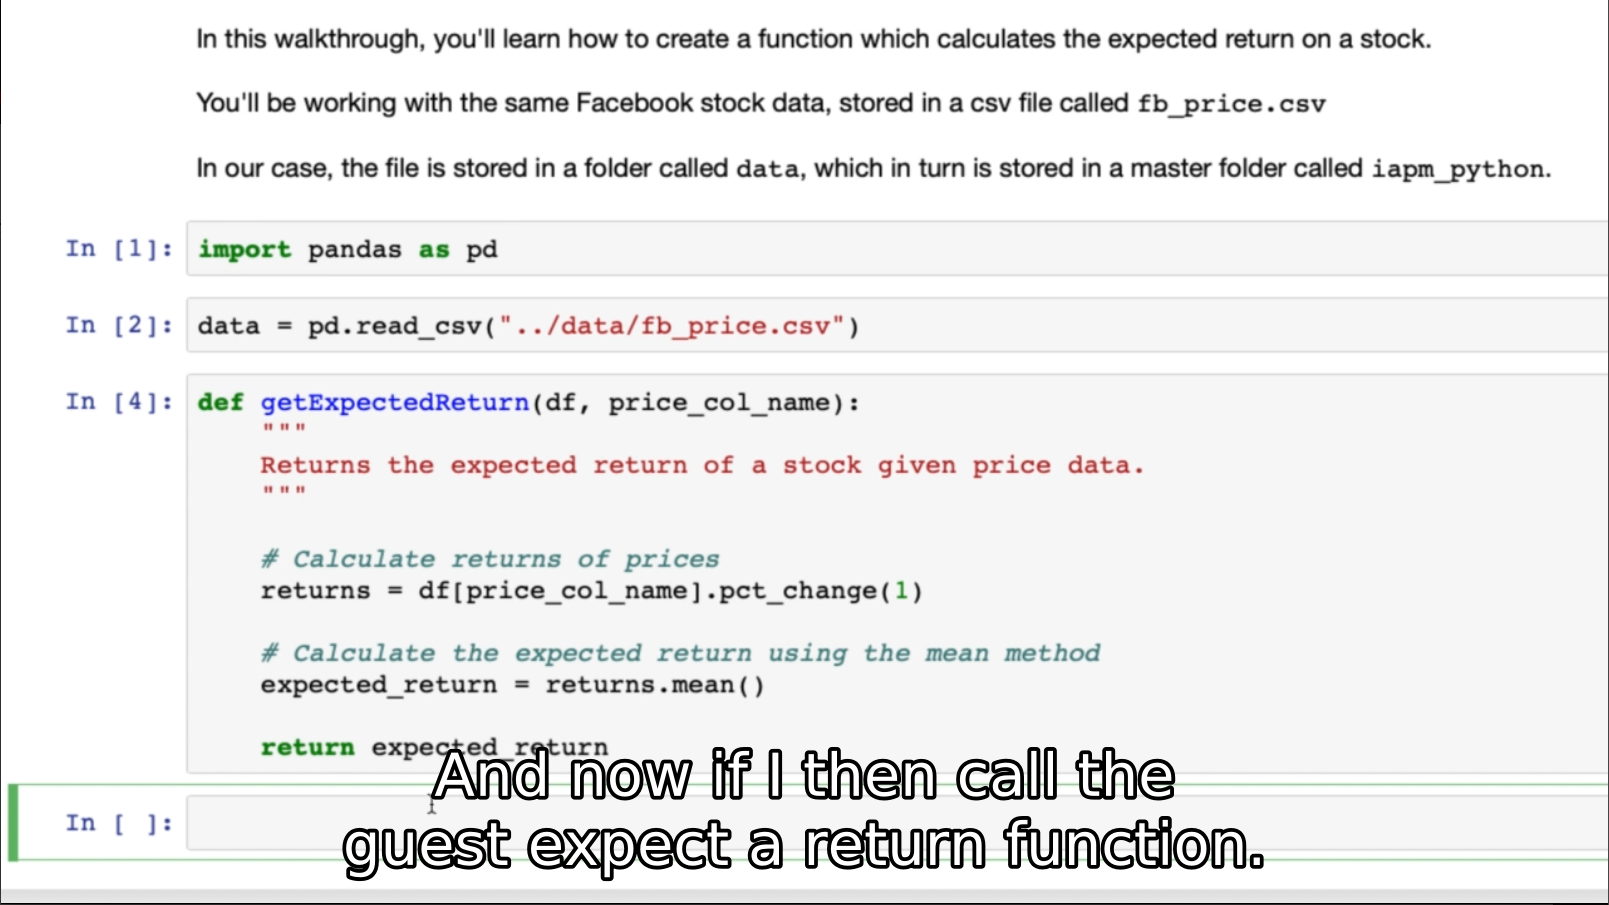 In this walkthrough, you'll learn how to create a function which calculates the expected return on a stock.
You'll be working with the same Facebook stock data, stored in a csv file called fb_price.csv
In our case, the file is stored in a folder called data, which in turn is stored in a master folder called iapm_python.
In [1]: import pandas as pd
In [2]: data = pd.read_csv("../data/fb_price.csv")
In [4]: def getExpectedReturn(df, price_col_name):
"""
Returns the expected return of a stock given price data.
"""
# Calculate returns of prices
returns = df[price_col_name].pct_change(1)
# Calculate the expected return using the mean method
expected_return = returns.mean()
return expected_return
In [ ]:
And now if I then call the
guest expect a return function.